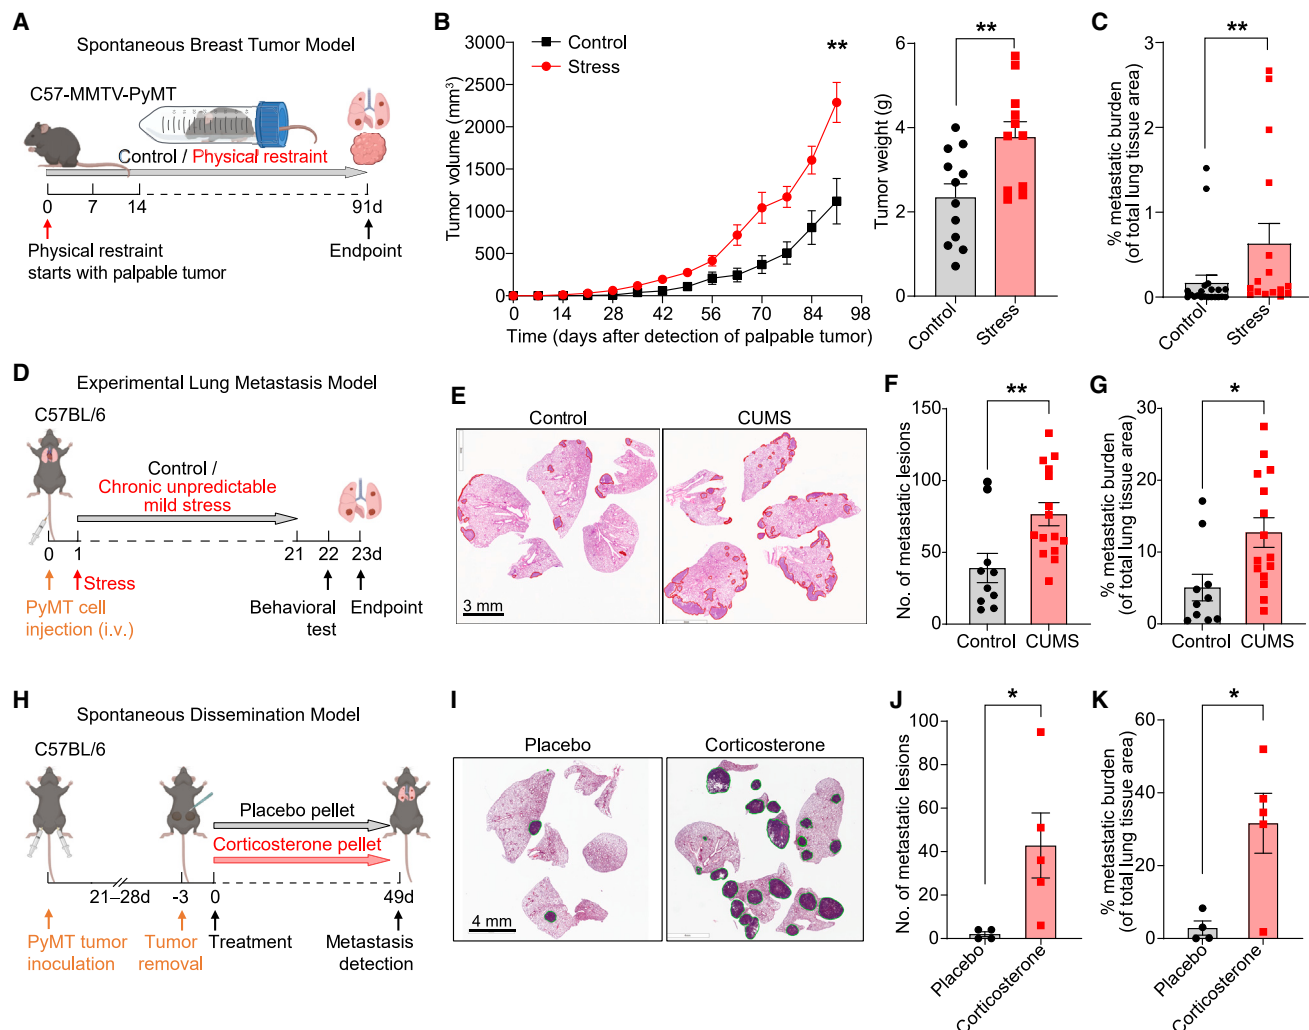 A
Spontaneous Breast Tumor Model
C57-MMTV-PyMT
Control / Physical restraint
0
7
14
91d
Physical restraint
starts with palpable tumor
Endpoint
B
Control
Stress
**
Tumor volume (mm³)
3000
2500
2000
1500
1000
500
0
0
14
28
42
56
70
84
98
Time (days after detection of palpable tumor)
**
Tumor weight (g)
6
4
2
0
Control
Stress
C
**
% metastatic burden
(of total lung tissue area)
3
2
1
0
Control
Stress
D
Experimental Lung Metastasis Model
C57BL/6
Control /
Chronic unpredictable
mild stress
0
1
21
22
23d
Stress
PyMT cell
injection (i.v.)
Behavioral
test
Endpoint
E
Control
CUMS
3 mm
F
**
No. of metastatic lesions
150
100
50
0
Control
CUMS
G
*
% metastatic burden
(of total lung tissue area)
30
20
10
0
Control
CUMS
H
Spontaneous Dissemination Model
C57BL/6
Placebo pellet
Corticosterone pellet
21–28d
-3
0
49d
PyMT tumor
inoculation
Tumor
removal
Treatment
Metastasis
detection
I
Placebo
Corticosterone
4 mm
J
*
No. of metastatic lesions
100
80
60
40
20
0
Placebo
Corticosterone
K
*
% metastatic burden
(of total lung tissue area)
60
40
20
0
Placebo
Corticosterone